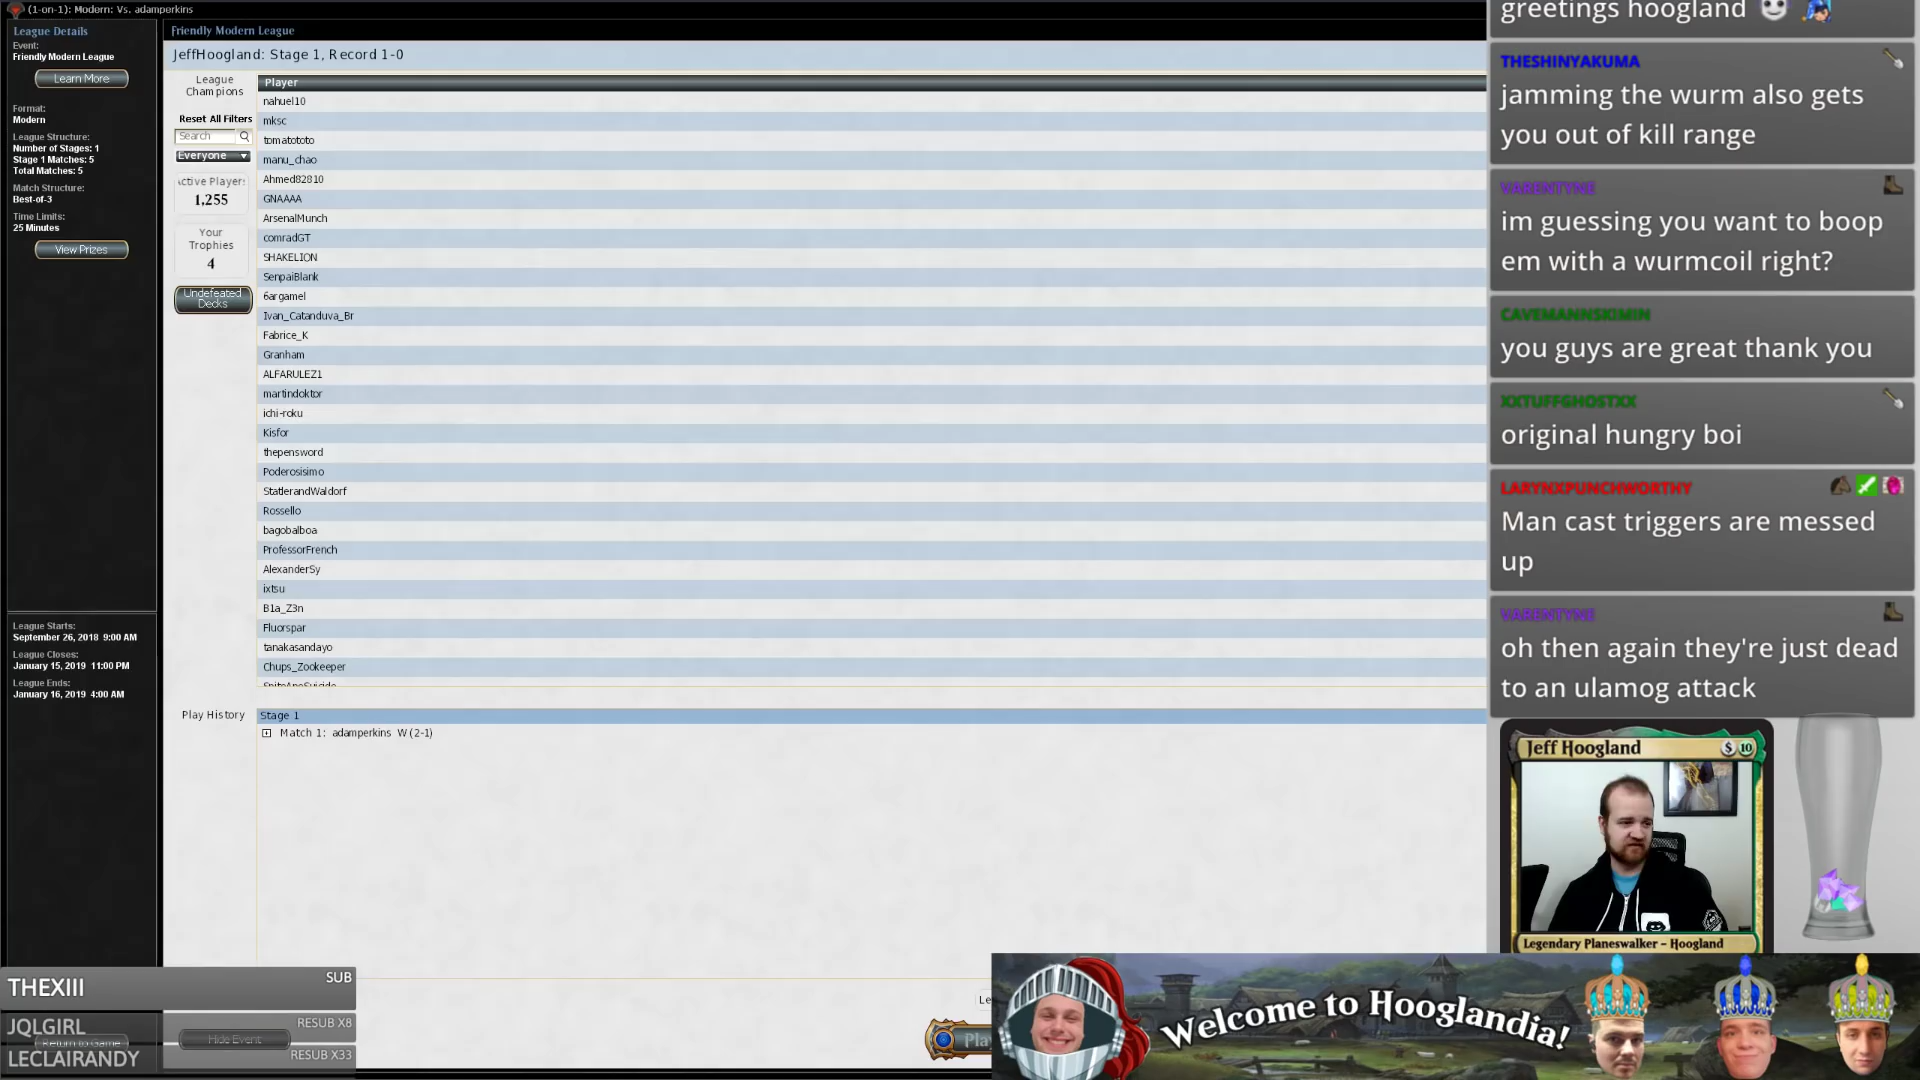 (1-on-1): Modern: Vs. adamperkins
League Details
Event:
Friendly Modern League
Learn More
Format:
Modern
League Structure:
Number of Stages: 1
Stage 1 Matches: 5
Total Matches: 5
Match Structure:
Best-of-3
Time Limits:
25 Minutes
View Prizes
League Starts:
September 26, 2018 9:00 AM
League Closes:
January 15, 2019 11:00 PM
League Ends:
January 16, 2019 4:00 AM
Friendly Modern League
JeffHoogland: Stage 1, Record 1-0
League
Champions
Reset All Filters
Search
Everyone
ctive Player
1,255
Your
Trophies
4
Undefeated
Decks
Player
nahuel10
mksc
tomatototo
manu_chao
Ahmed82810
GNAAAA
ArsenalMunch
comradGT
SHAKELION
SenpaiBlank
6argamel
Ivan_Catanduva_Br
Fabrice_K
Granham
ALFARULEZ1
martindoktor
ichi-roku
Kisfor
thepensword
Poderosisimo
StatlerandWaldorf
Rossello
bagobalboa
ProfessorFrench
AlexanderSy
ixtsu
B1a_Z3n
Fluorspar
tanakasandayo
Chups_Zookeeper
Play History
Stage 1
Match 1: adamperkins W (2-1)
Le
Pla
THEXIII SUB
JQLGIRL RESUB X8
Return to Game
Hide Event
LECLAIRANDY RESUB X33
greetings hoogland
THESHINYAKUMA
jamming the wurm also gets
you out of kill range
VARENTYNE
im guessing you want to boop
em with a wurmcoil right?
CAVEMANNSKIMIN
you guys are great thank you
XXTUFFGHOSTXX
original hungry boi
LARYNXPUNCHWORTHY
Man cast triggers are messed
up
VARENTYNE
oh then again they're just dead
to an ulamog attack
Jeff Hoogland $ 10
Legendary Planeswalker – Hoogland
Welcome to Hooglandia!